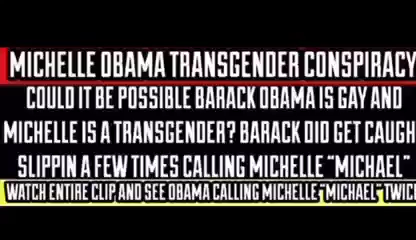 MICHELLE OBAMA TRANSGENDER CONSPIRACY
COULD IT BE POSSIBLE BARACK OBAMA IS GAY AND
MICHELLE IS A TRANSGENDER? BARACK DID GET CAUGH
SLIPPIN A FEW TIMES CALLING MICHELLE "MICHAEL"
WATCH ENTIRE CLIP AND SEE OBAMA CALLING MICHELLE "MICHAEL" TWIC